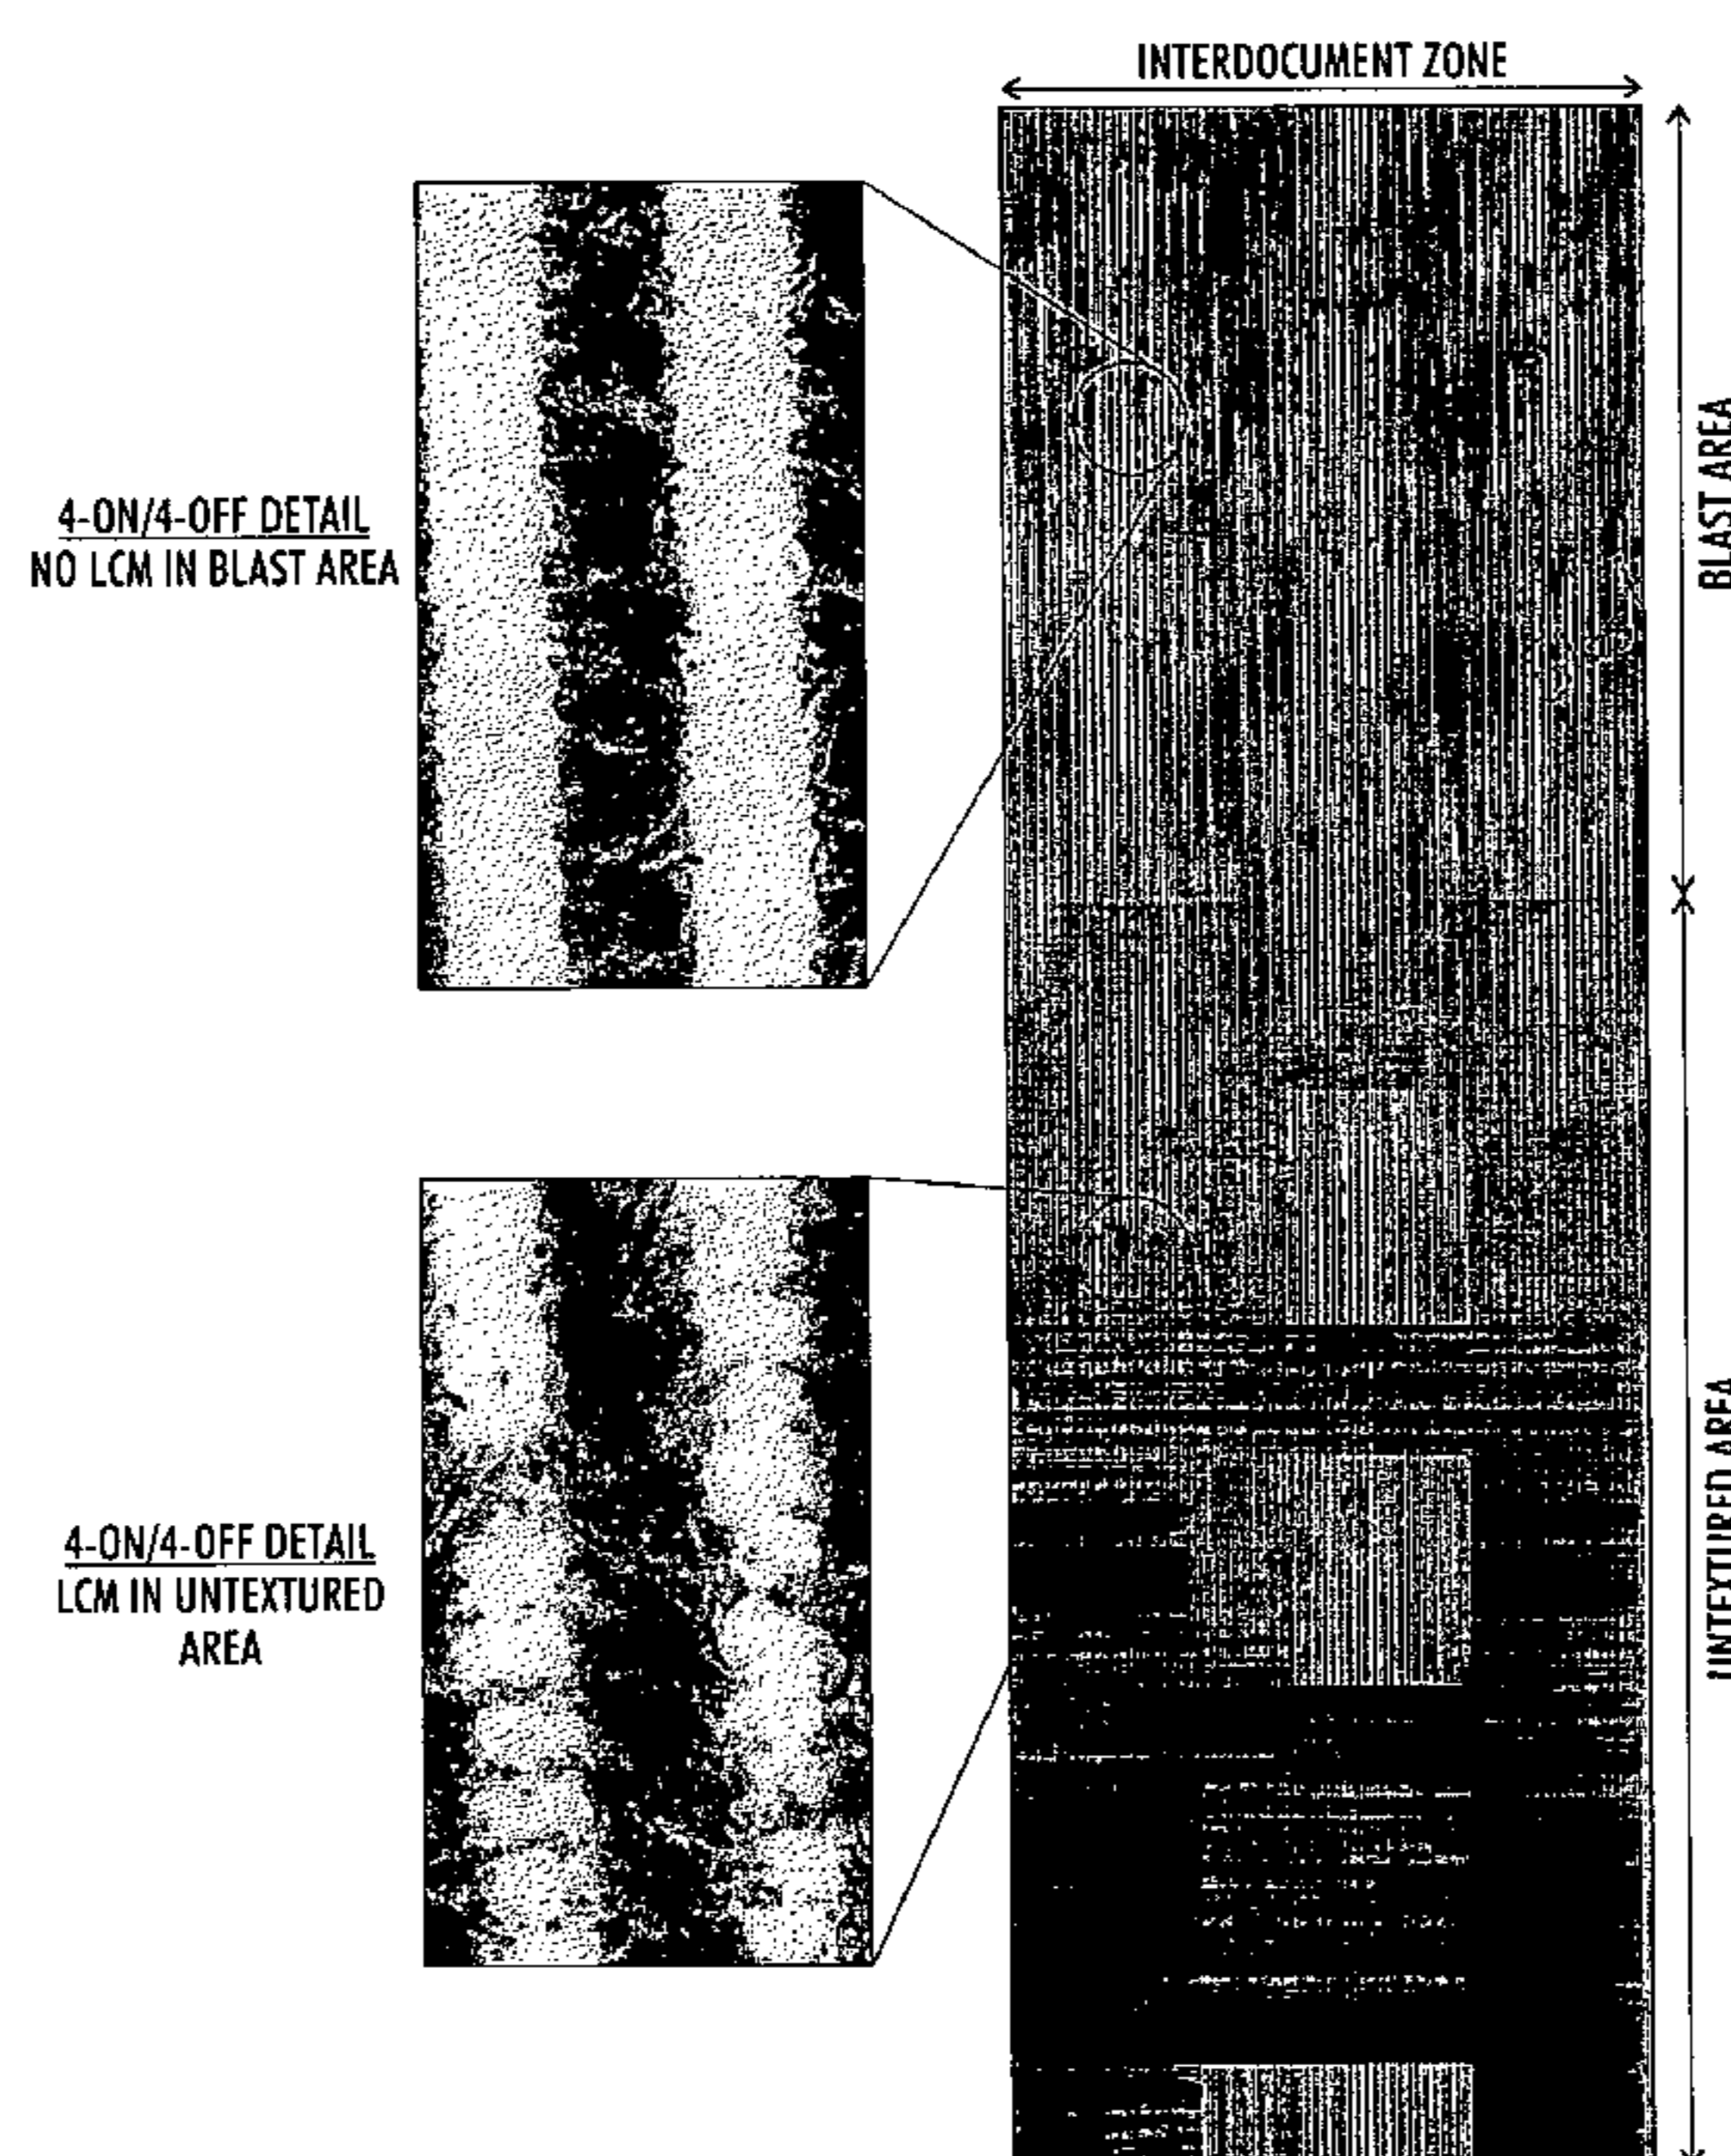 INTERDOCUMENT ZONE
4-ON/4-OFF DETAIL
NO LCM IN BLAST AREA
BLAST AREA
4-ON/4-OFF DETAIL
LCM IN UNTEXTURED
AREA
UNTEXTURED AREA